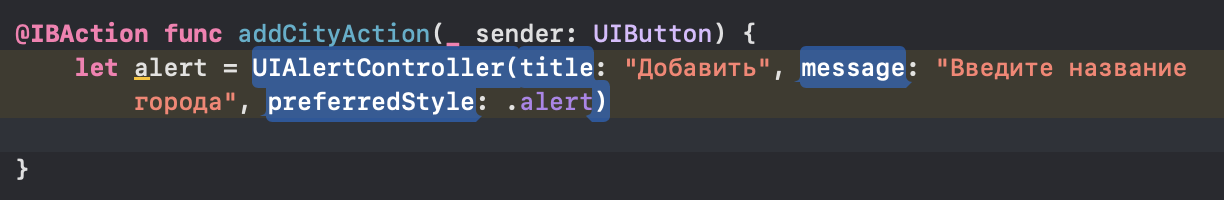 @IBAction func addCityAction(_ sender: UIButton) {
let alert = UIAlertController(title: "Добавить", message: "Введите название
города", preferredStyle: .alert)
}